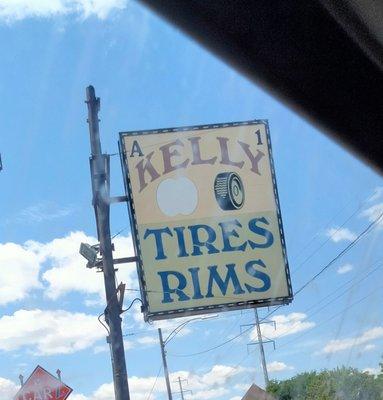 A 1
KELLY
TIRES
RIMS